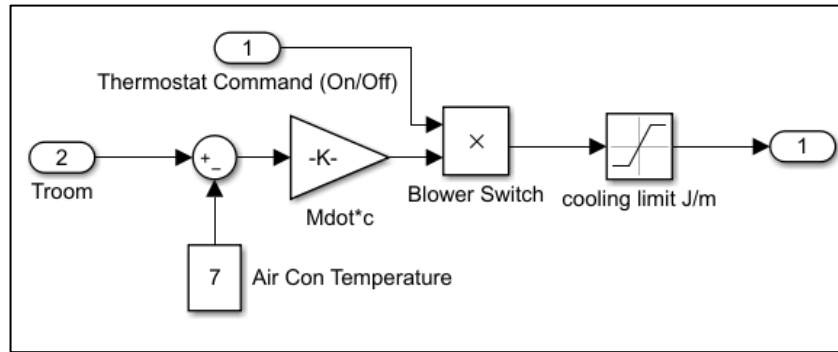 1
Thermostat Command (On/Off)
2
Troom
+
−
-K-
Mdot*c
×
Blower Switch
cooling limit J/m
1
7
Air Con Temperature